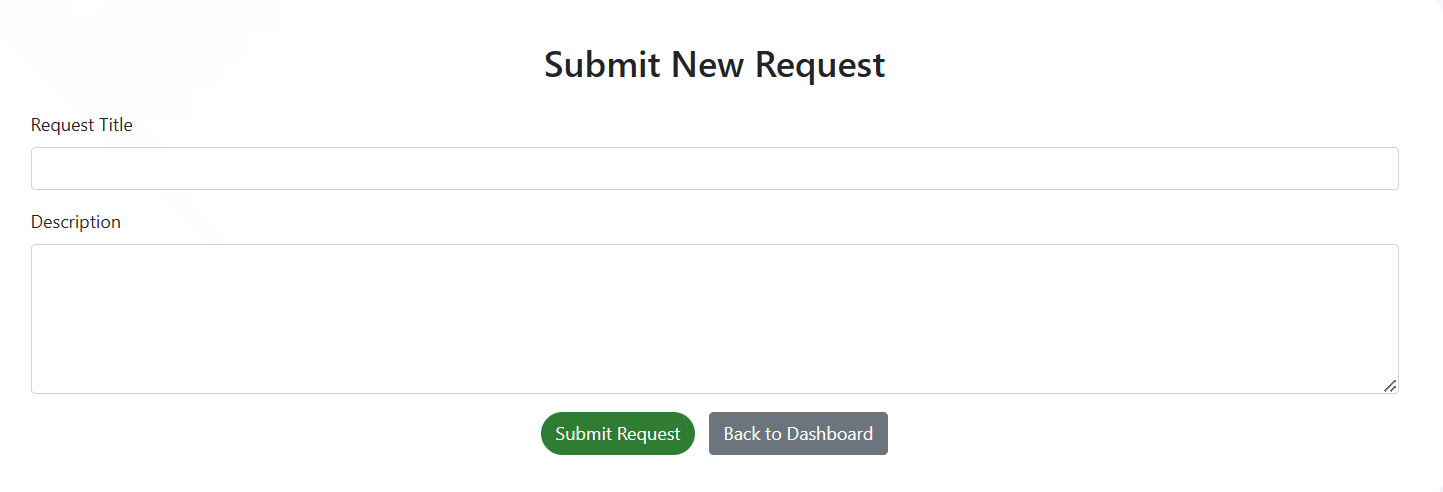 Submit New Request
Request Title
Description
Submit Request
Back to Dashboard